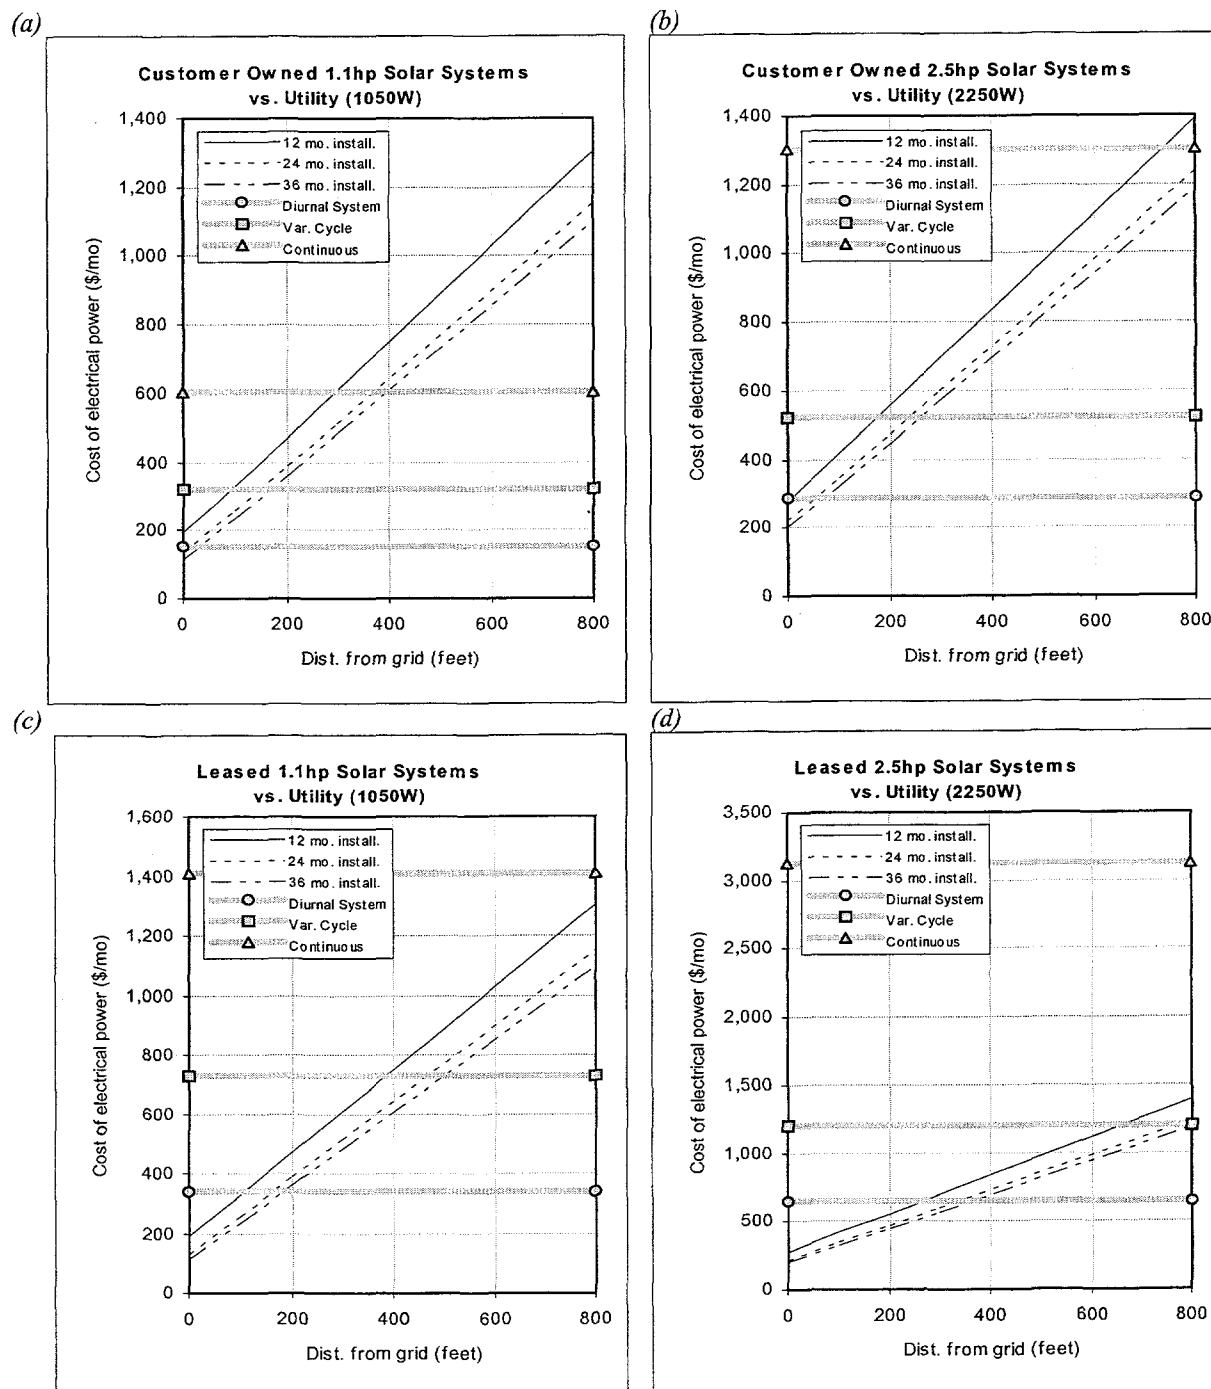 (a)
Customer Owned 1.1hp Solar Systems
vs. Utility (1050W)
1,400
1,200
1,000
800
600
400
200
0
Cost of electrical power ($/mo)
12 mo. install.
24 mo. install.
36 mo. install.
Diurnal System
Var. Cycle
Continuous
0 200 400 600 800
Dist. from grid (feet)
(b)
Customer Owned 2.5hp Solar Systems
vs. Utility (2250W)
1,400
1,200
1,000
800
600
400
200
0
Cost of electrical power ($/mo)
12 mo. install.
24 mo. install.
36 mo. install.
Diurnal System
Var. Cycle
Continuous
0 200 400 600 800
Dist. from grid (feet)
(c)
Leased 1.1hp Solar Systems
vs. Utility (1050W)
1,600
1,400
1,200
1,000
800
600
400
200
0
Cost of electrical power ($/mo)
12 mo. install.
24 mo. install.
36 mo. install.
Diurnal System
Var. Cycle
Continuous
0 200 400 600 800
Dist. from grid (feet)
(d)
Leased 2.5hp Solar Systems
vs. Utility (2250W)
3,500
3,000
2,500
2,000
1,500
1,000
500
0
Cost of electrical power ($/mo)
12 mo. install.
24 mo. install.
36 mo. install.
Diurnal System
Var. Cycle
Continuous
0 200 400 600 800
Dist. from grid (feet)